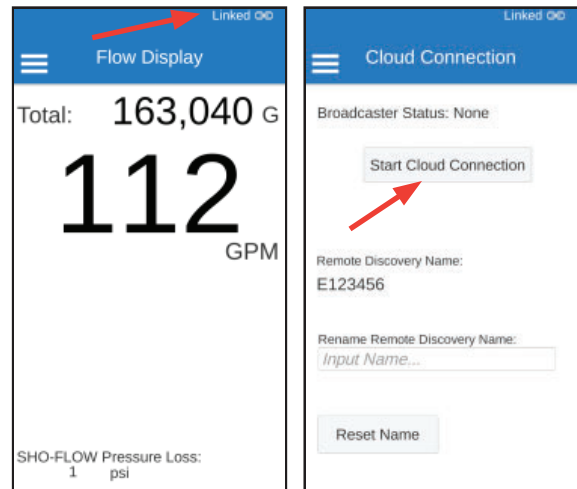 Linked
Flow Display
Total: 163,040 G
112
GPM
SHO-FLOW Pressure Loss:
1 psi
Linked
Cloud Connection
Broadcaster Status: None
Start Cloud Connection
Remote Discovery Name:
E123456
Rename Remote Discovery Name:
Input Name...
Reset Name